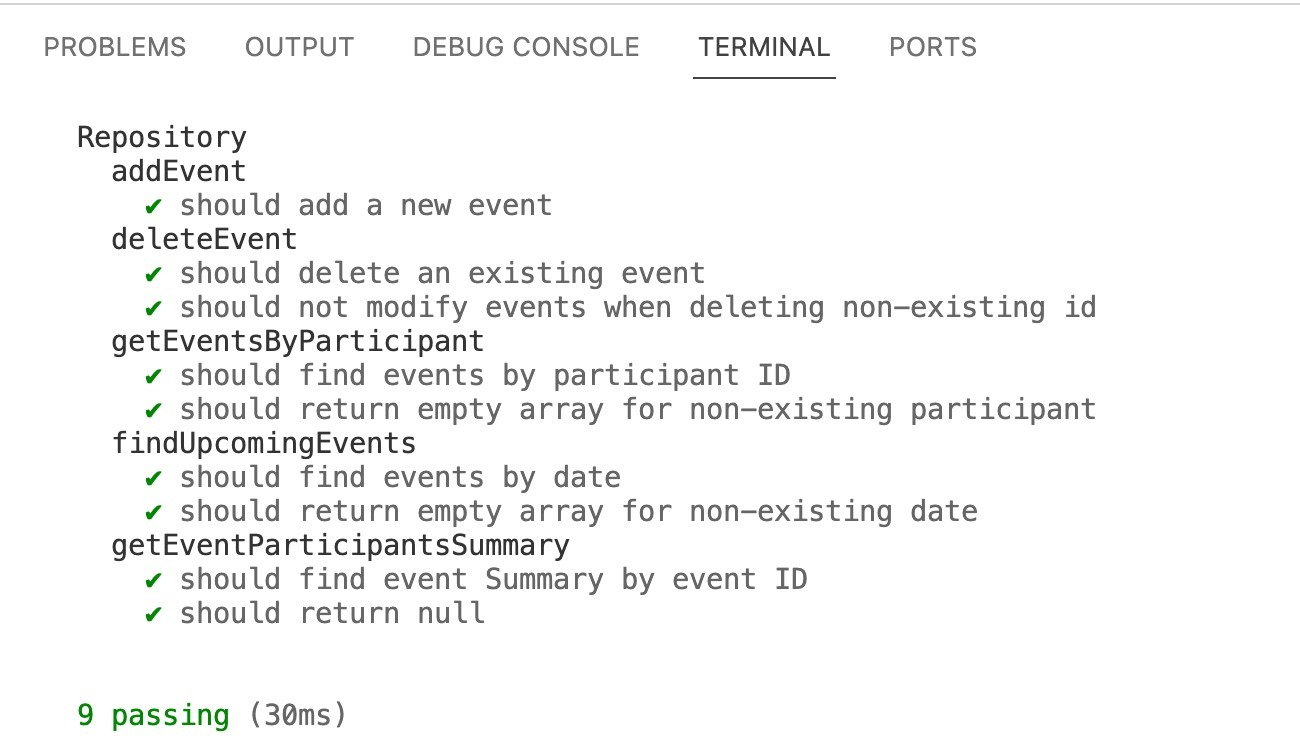 PROBLEMS OUTPUT DEBUG CONSOLE TERMINAL PORTS
Repository
addEvent
✔ should add a new event
deleteEvent
✔ should delete an existing event
✔ should not modify events when deleting non-existing id
getEventsByParticipant
✔ should find events by participant ID
✔ should return empty array for non-existing participant
findUpcomingEvents
✔ should find events by date
✔ should return empty array for non-existing date
getEventParticipantsSummary
✔ should find event Summary by event ID
✔ should return null
9 passing (30ms)